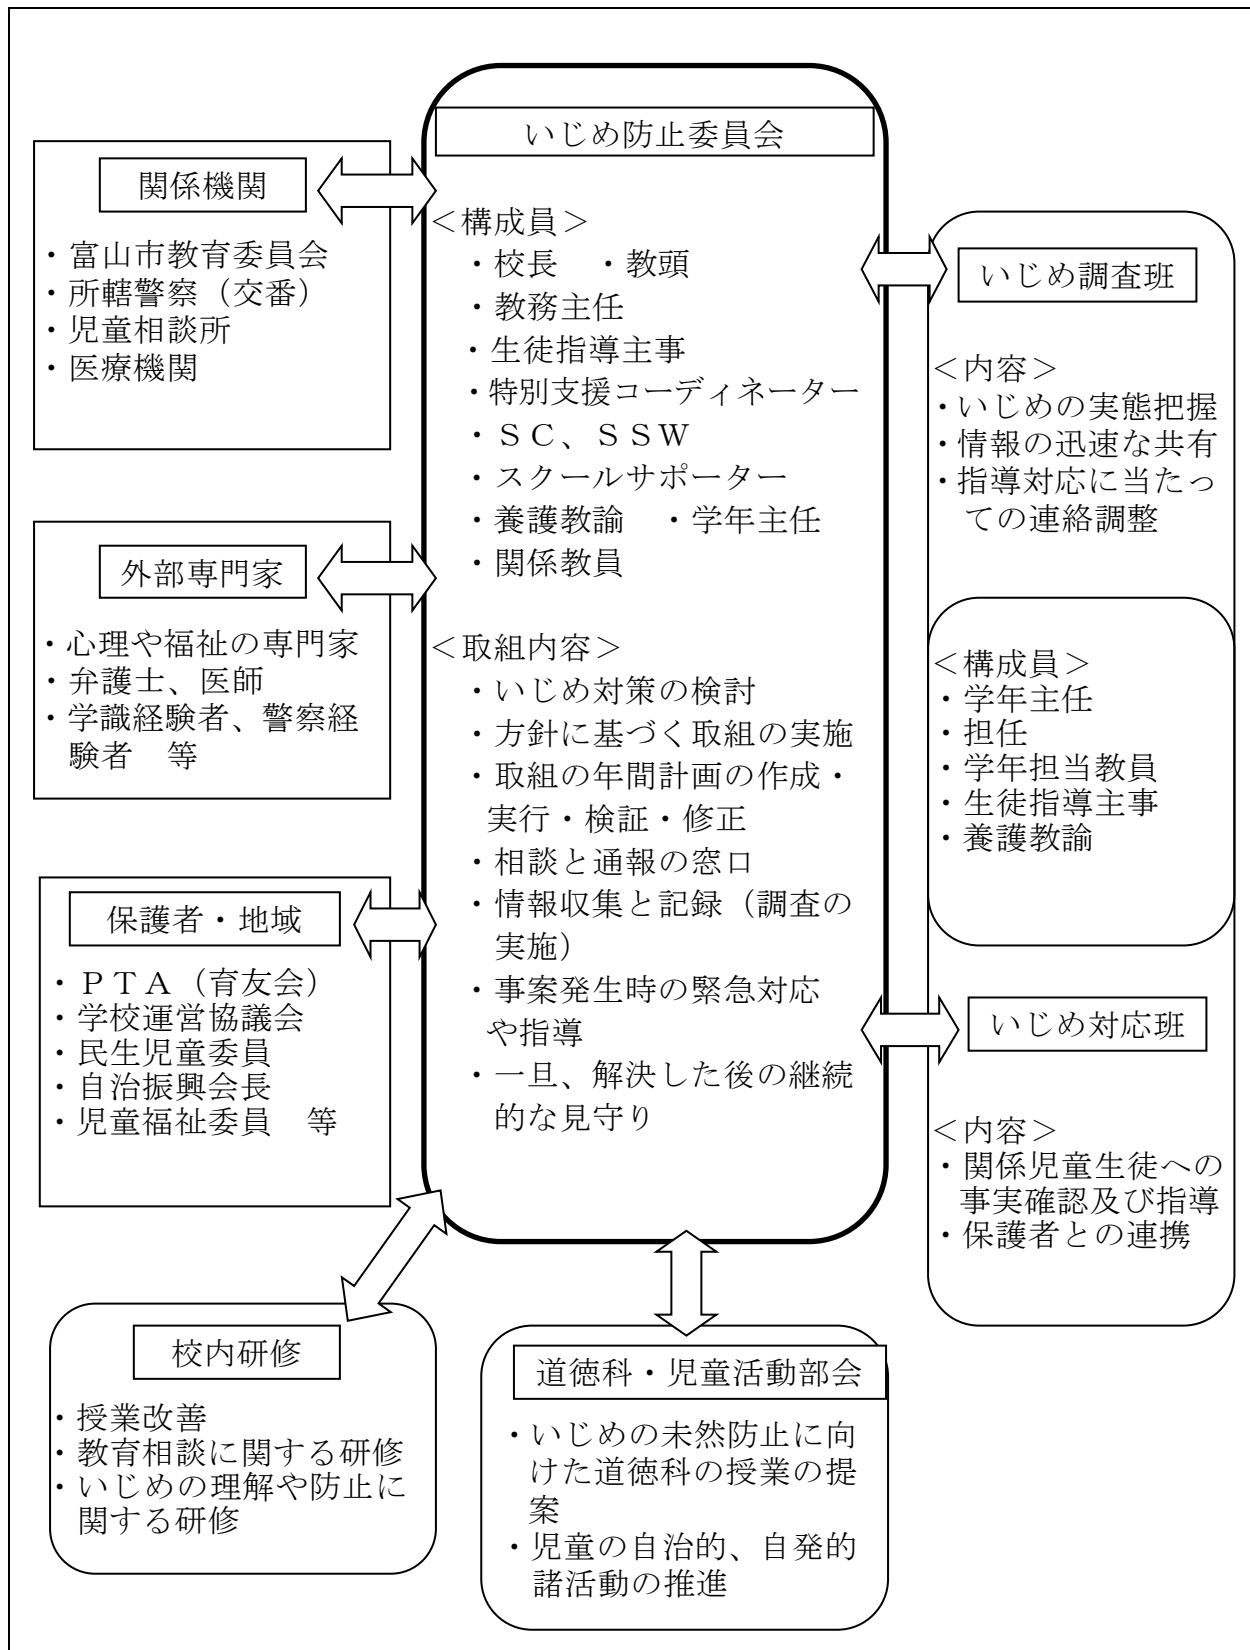 いじめ防止委員会
＜構成員＞
・校長　・教頭
・教務主任
・生徒指導主事
・特別支援コーディネーター
・ＳＣ、ＳＳＷ
・スクールサポーター
・養護教諭　・学年主任
・関係教員
＜取組内容＞
・いじめ対策の検討
・方針に基づく取組の実施
・取組の年間計画の作成・
実行・検証・修正
・相談と通報の窓口
・情報収集と記録（調査の
実施）
・事案発生時の緊急対応
や指導
・一旦、解決した後の継続
的な見守り
関係機関
・富山市教育委員会
・所轄警察（交番）
・児童相談所
・医療機関
外部専門家
・心理や福祉の専門家
・弁護士、医師
・学識経験者、警察経
験者　等
保護者・地域
・ＰＴＡ（育友会）
・学校運営協議会
・民生児童委員
・自治振興会長
・児童福祉委員　等
いじめ調査班
＜内容＞
・いじめの実態把握
・情報の迅速な共有
・指導対応に当たっ
ての連絡調整
＜構成員＞
・学年主任
・担任
・学年担当教員
・生徒指導主事
・養護教諭
いじめ対応班
＜内容＞
・関係児童生徒への
事実確認及び指導
・保護者との連携
校内研修
・授業改善
・教育相談に関する研修
・いじめの理解や防止に
関する研修
道徳科・児童活動部会
・いじめの未然防止に向
けた道徳科の授業の提
案
・児童の自治的、自発的
諸活動の推進